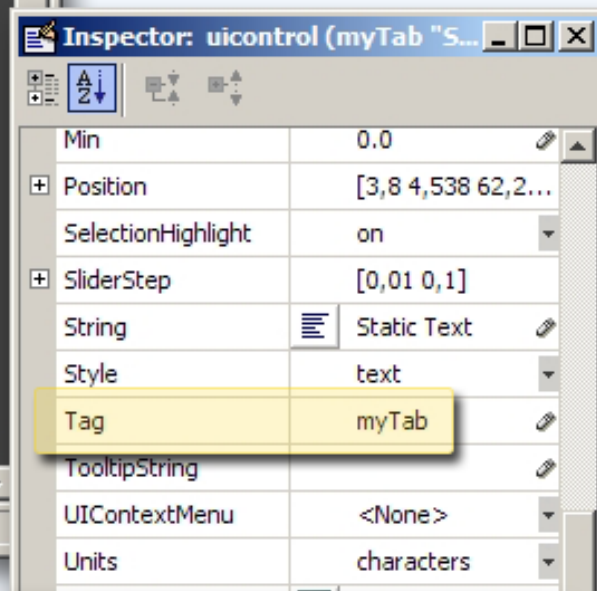 Inspector: uicontrol (myTab "S...
A
Z
Min 0.0
Position [3,8 4,538 62,2...
SelectionHighlight on
SliderStep [0,01 0,1]
String Static Text
Style text
Tag myTab
TooltipString
UIContextMenu <None>
Units characters